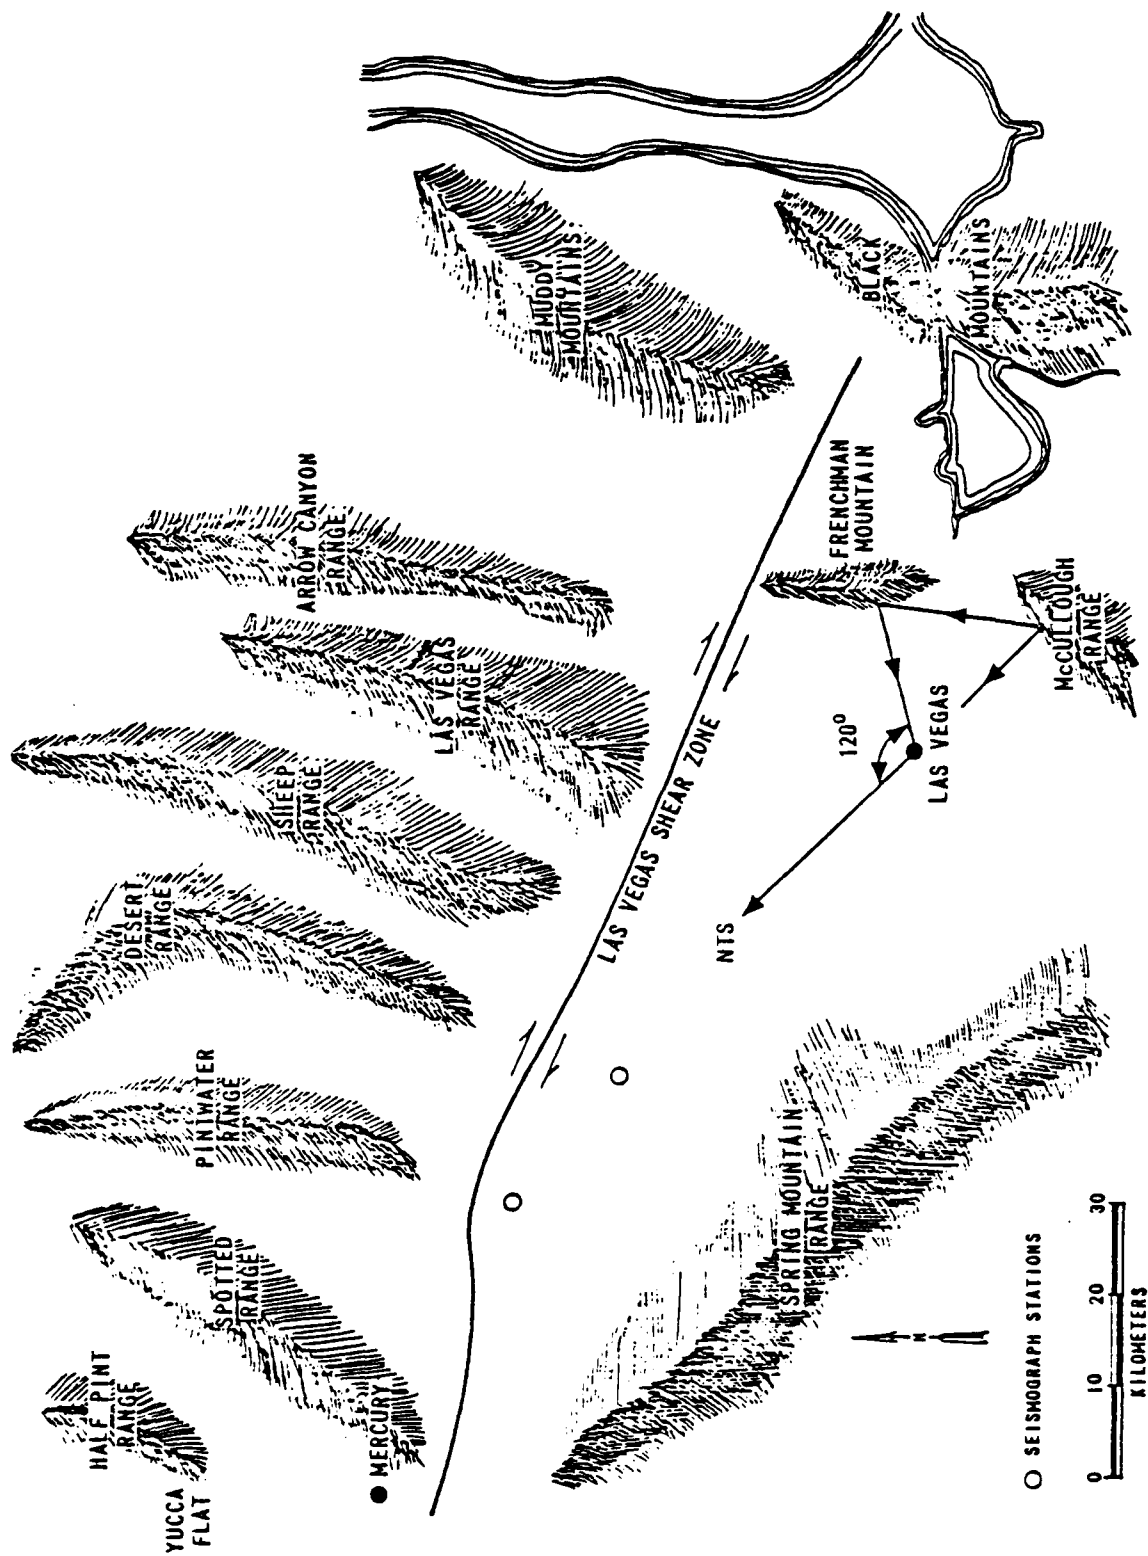 YUCCA
FLAT
HALF PINT
RANGE
MERCURY
SPOTTED
RANGE
PINTWATER
RANGE
DESERT
RANGE
SHEEP
RANGE
LAS VEGAS
RANGE
ARROW CANYON
RANGE
MUDDY
MOUNTAINS
BLACK
MOUNTAINS
LAS VEGAS SHEAR ZONE
FRENCHMAN
MOUNTAIN
McCULLOUGH
RANGE
120°
LAS VEGAS
NTS
SPRING MOUNTAIN
RANGE
N
SEISMOGRAPH STATIONS
0 10 20 30
KILOMETERS